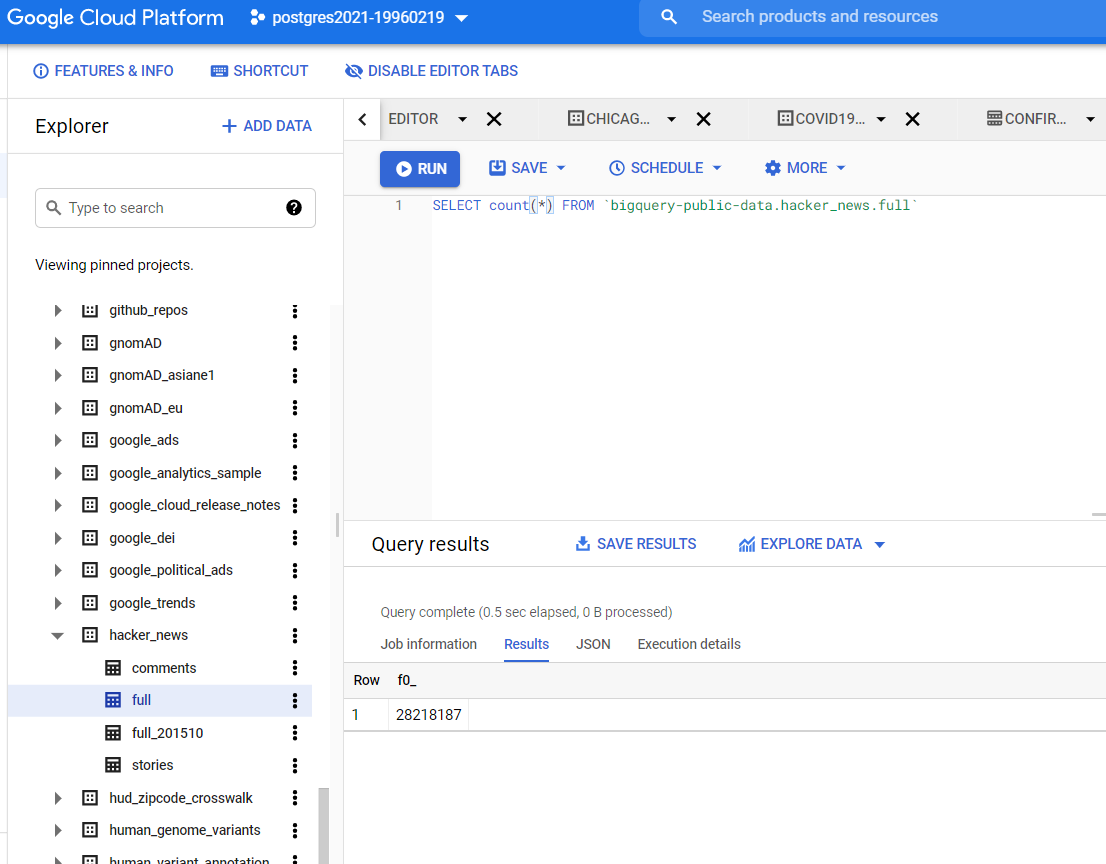 Google Cloud Platform postgres2021-19960219 Search products and resources
FEATURES & INFO SHORTCUT DISABLE EDITOR TABS
Explorer + ADD DATA
EDITOR CHICAG... COVID19... CONFIR...
RUN SAVE SCHEDULE MORE
Type to search
1 SELECT count(*) FROM `bigquery-public-data.hacker_news.full`
Viewing pinned projects.
github_repos
gnomAD
gnomAD_asiane1
gnomAD_eu
google_ads
google_analytics_sample
google_cloud_release_notes
google_dei
google_political_ads
google_trends
hacker_news
comments
full
full_201510
stories
hud_zipcode_crosswalk
human_genome_variants
human_variant_annotation
Query results SAVE RESULTS EXPLORE DATA
Query complete (0.5 sec elapsed, 0 B processed)
Job information Results JSON Execution details
Row f0_
1 28218187